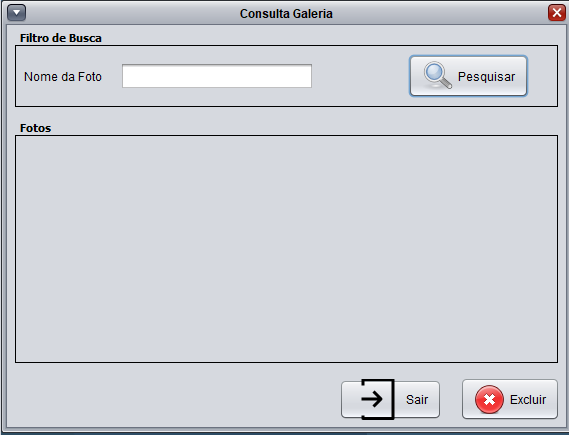 Consulta Galeria
Filtro de Busca
Nome da Foto
Pesquisar
Fotos
Sair
Excluir